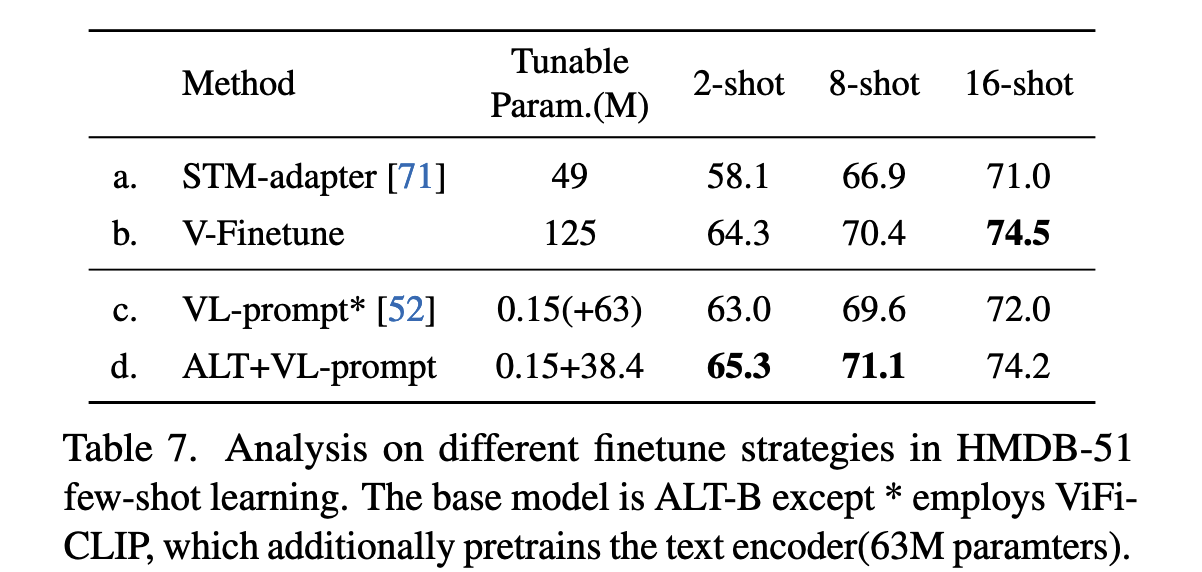 Method Tunable Param.(M) 2-shot 8-shot 16-shot
a. STM-adapter [71] 49 58.1 66.9 71.0
b. V-Finetune 125 64.3 70.4 74.5
c. VL-prompt* [52] 0.15(+63) 63.0 69.6 72.0
d. ALT+VL-prompt 0.15+38.4 65.3 71.1 74.2
Table 7. Analysis on different finetune strategies in HMDB-51
few-shot learning. The base model is ALT-B except * employs ViFi-
CLIP, which additionally pretrains the text encoder(63M paramters).